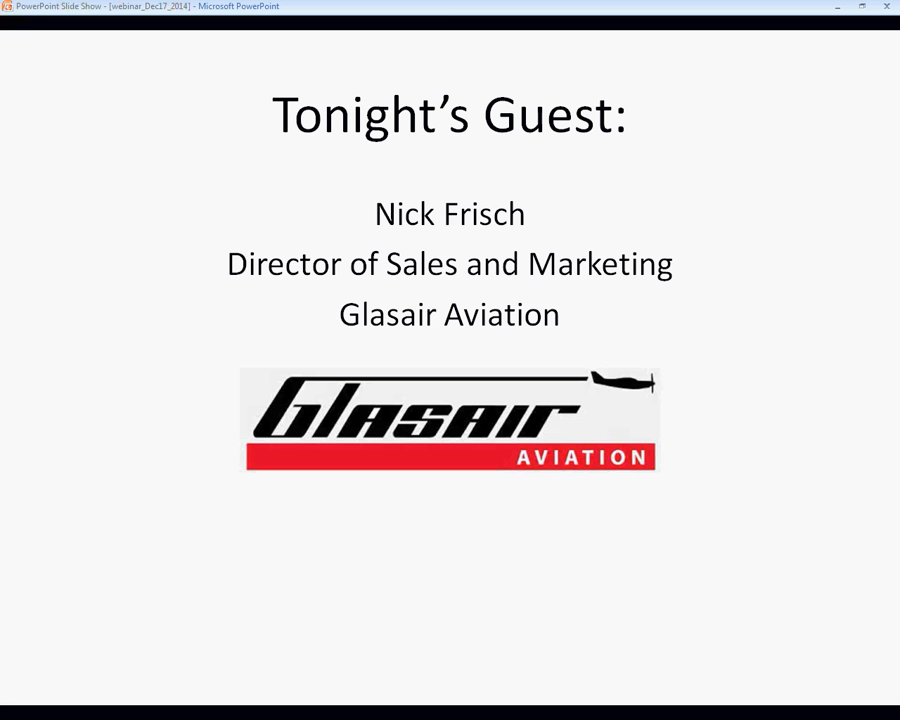 PowerPoint Slide Show - [webinar_Dec17_2014] - Microsoft PowerPoint
Tonight’s Guest:
Nick Frisch
Director of Sales and Marketing
Glasair Aviation
Glasair
AVIATION